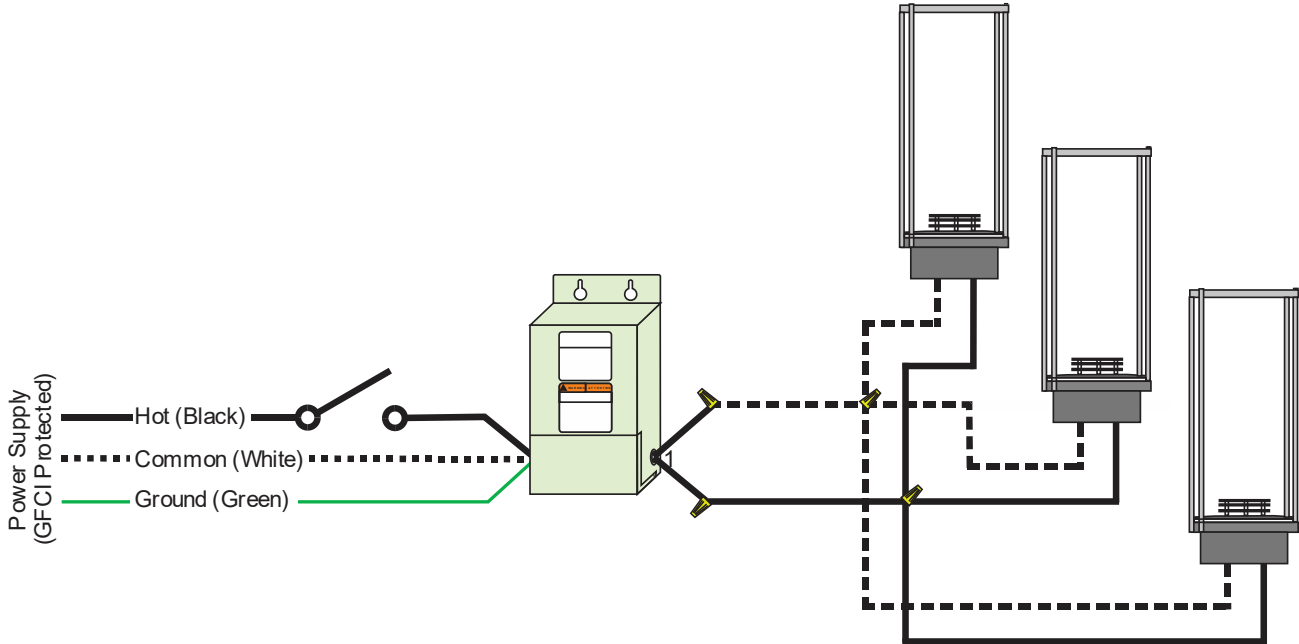 Power Supply
(GFCI Protected)
Hot (Black)
Common (White)
Ground (Green)
1